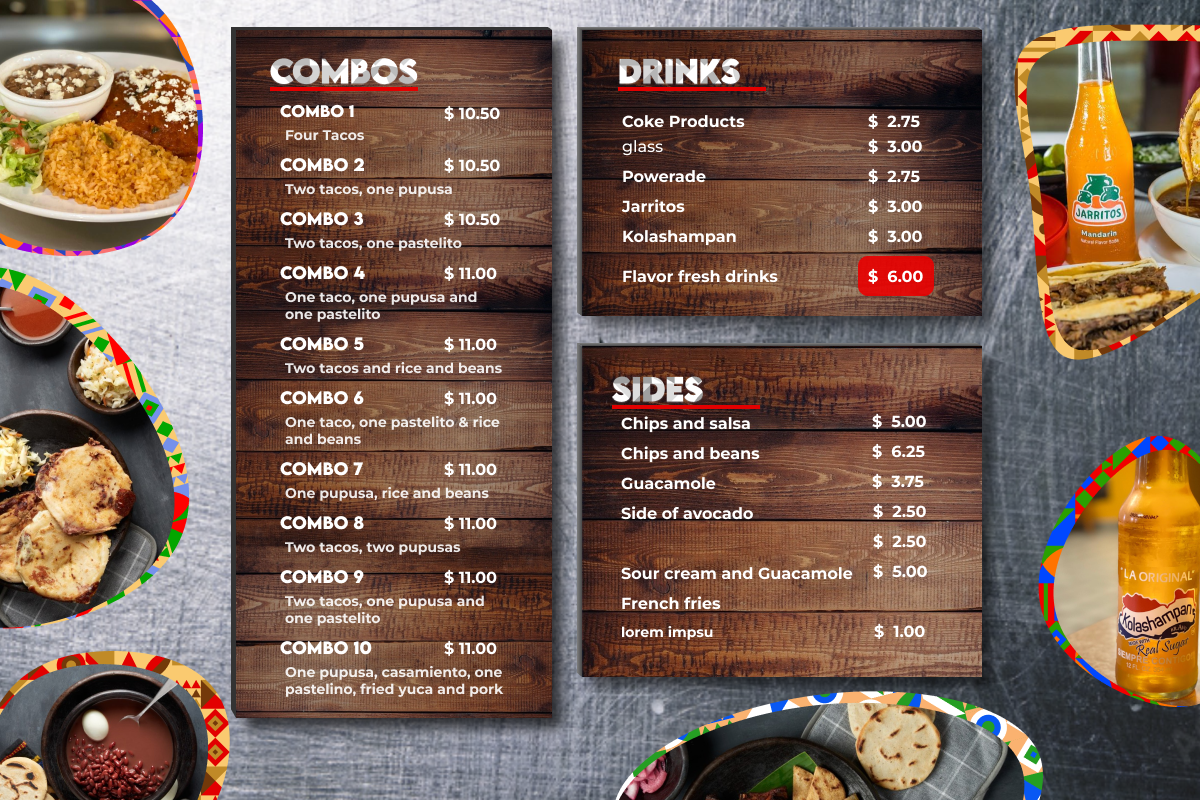 COMBOS
COMBO 1 $ 10.50
Four Tacos
COMBO 2 $ 10.50
Two tacos, one pupusa
COMBO 3 $ 10.50
Two tacos, one pastelito
COMBO 4 $ 11.00
One taco, one pupusa and
one pastelito
COMBO 5 $ 11.00
Two tacos and rice and beans
COMBO 6 $ 11.00
One taco, one pastelito & rice
and beans
COMBO 7 $ 11.00
One pupusa, rice and beans
COMBO 8 $ 11.00
Two tacos, two pupusas
COMBO 9 $ 11.00
Two tacos, one pupusa and
one pastelito
COMBO 10 $ 11.00
One pupusa, casamiento, one
pastelino, fried yuca and pork
DRINKS
Coke Products $ 2.75
glass $ 3.00
Powerade $ 2.75
Jarritos $ 3.00
Kolashampan $ 3.00
Flavor fresh drinks $ 6.00
SIDES
Chips and salsa $ 5.00
Chips and beans $ 6.25
Guacamole $ 3.75
Side of avocado $ 2.50
$ 2.50
Sour cream and Guacamole $ 5.00
French fries
lorem impsu $ 1.00
JARRITOS
Mandarin
Natural Flavor Soda
"LA ORIGINAL"
Kolashampan
Real Sugar